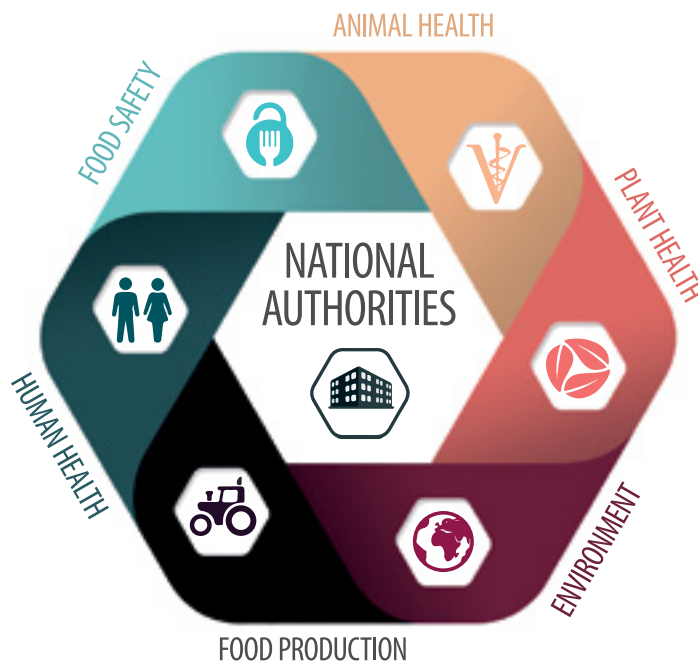 ANIMAL HEALTH
FOOD SAFETY
PLANT HEALTH
NATIONAL
AUTHORITIES
HUMAN HEALTH
ENVIRONMENT
FOOD PRODUCTION